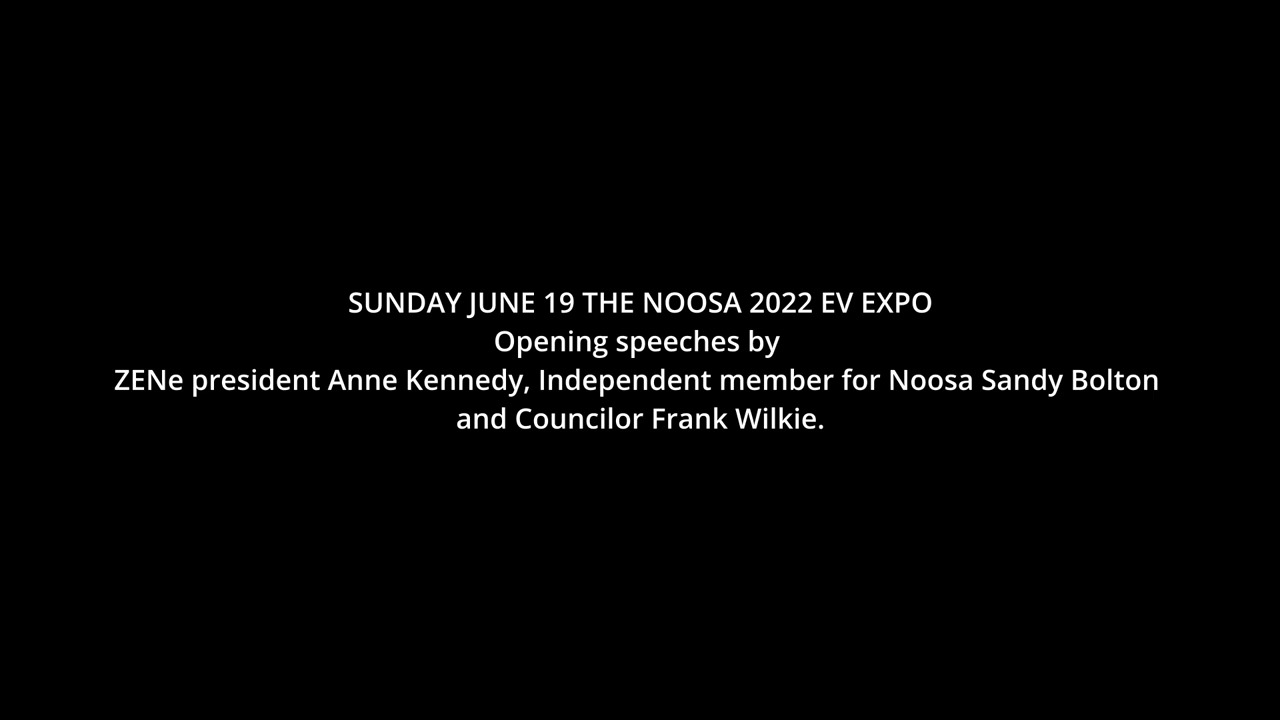 SUNDAY JUNE 19 THE NOOSA 2022 EV EXPO
Opening speeches by
ZENe president Anne Kennedy, Independent member for Noosa Sandy Bolton
and Councilor Frank Wilkie.